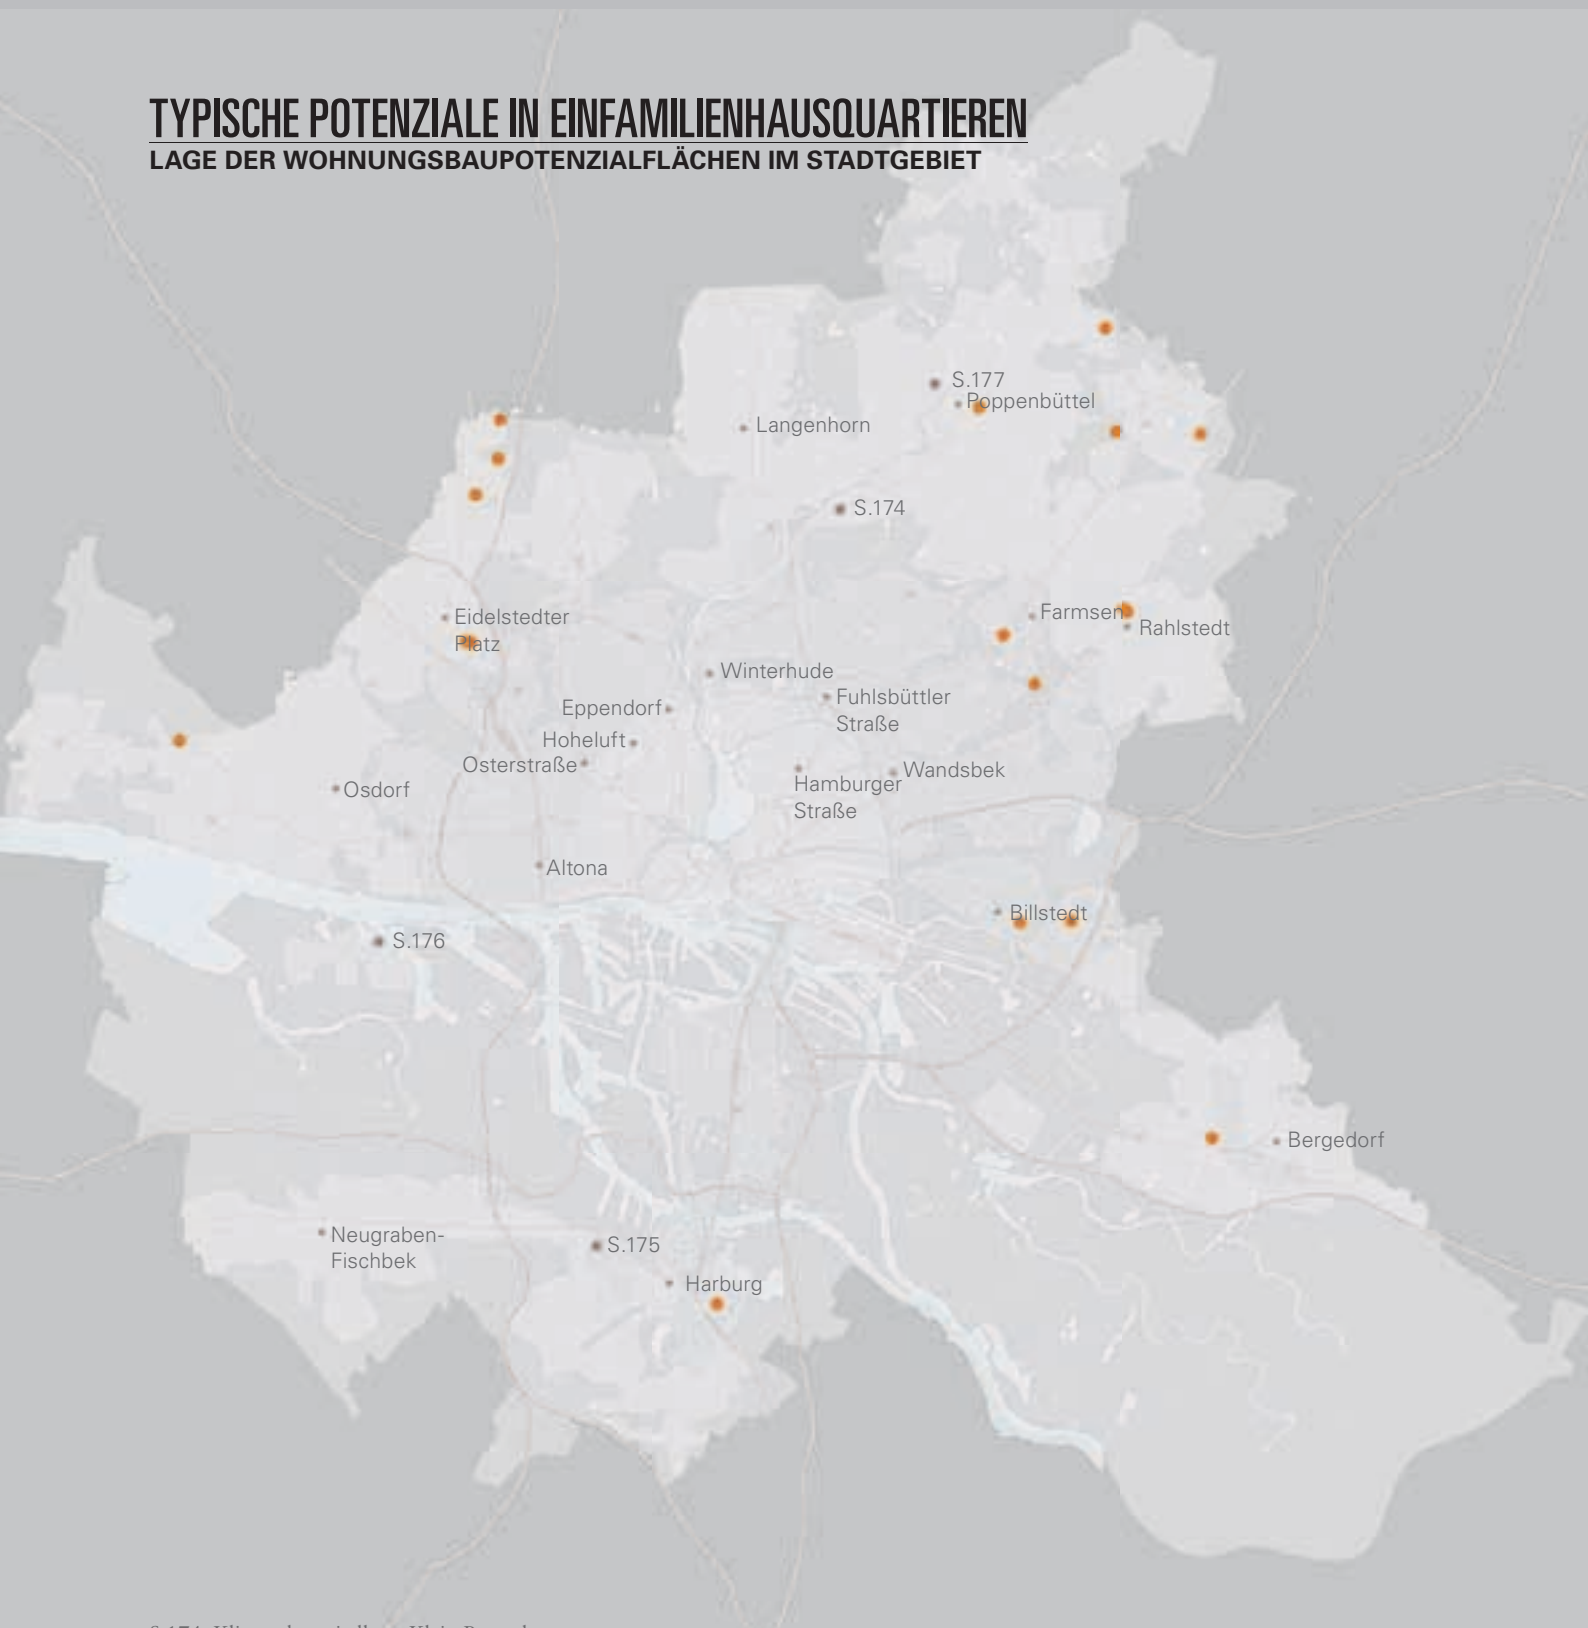 TYPISCHE POTENZIALE IN EINFAMILIENHAUSQUARTIEREN
LAGE DER WOHNUNGSBAUPOTENZIALFLÄCHEN IM STADTGEBIET
S.177
Poppenbüttel
Langenhorn
S.174
Farmsen
Eidelstedter
Platz
Rahlstedt
Winterhude
Fuhlsbüttler
Straße
Eppendorf
Hoheluft
Osterstraße
Wandsbek
Hamburger
Straße
Osdorf
Altona
Billstedt
S.176
Bergedorf
Neugraben-
Fischbek
S.175
Harburg